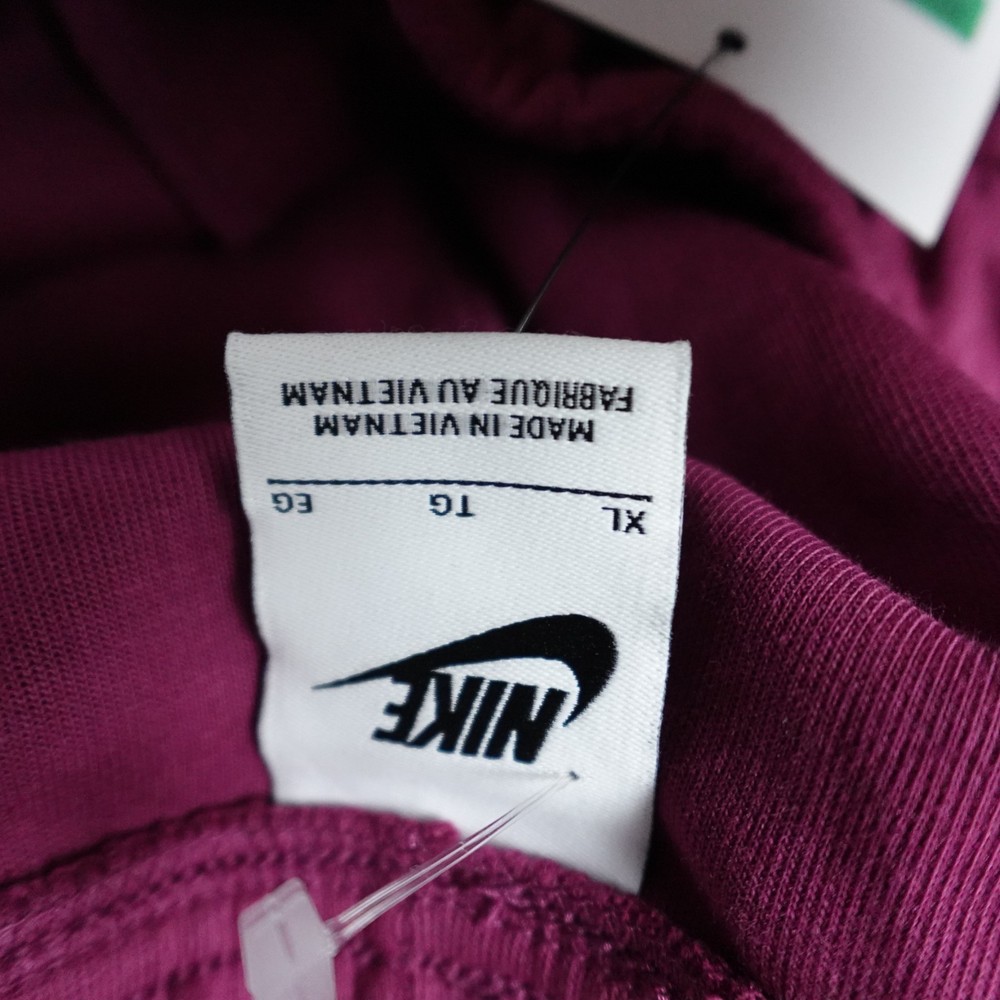 NIKE
XL TG EG
MADE IN VIETNAM
FABRIQUE AU VIETNAM